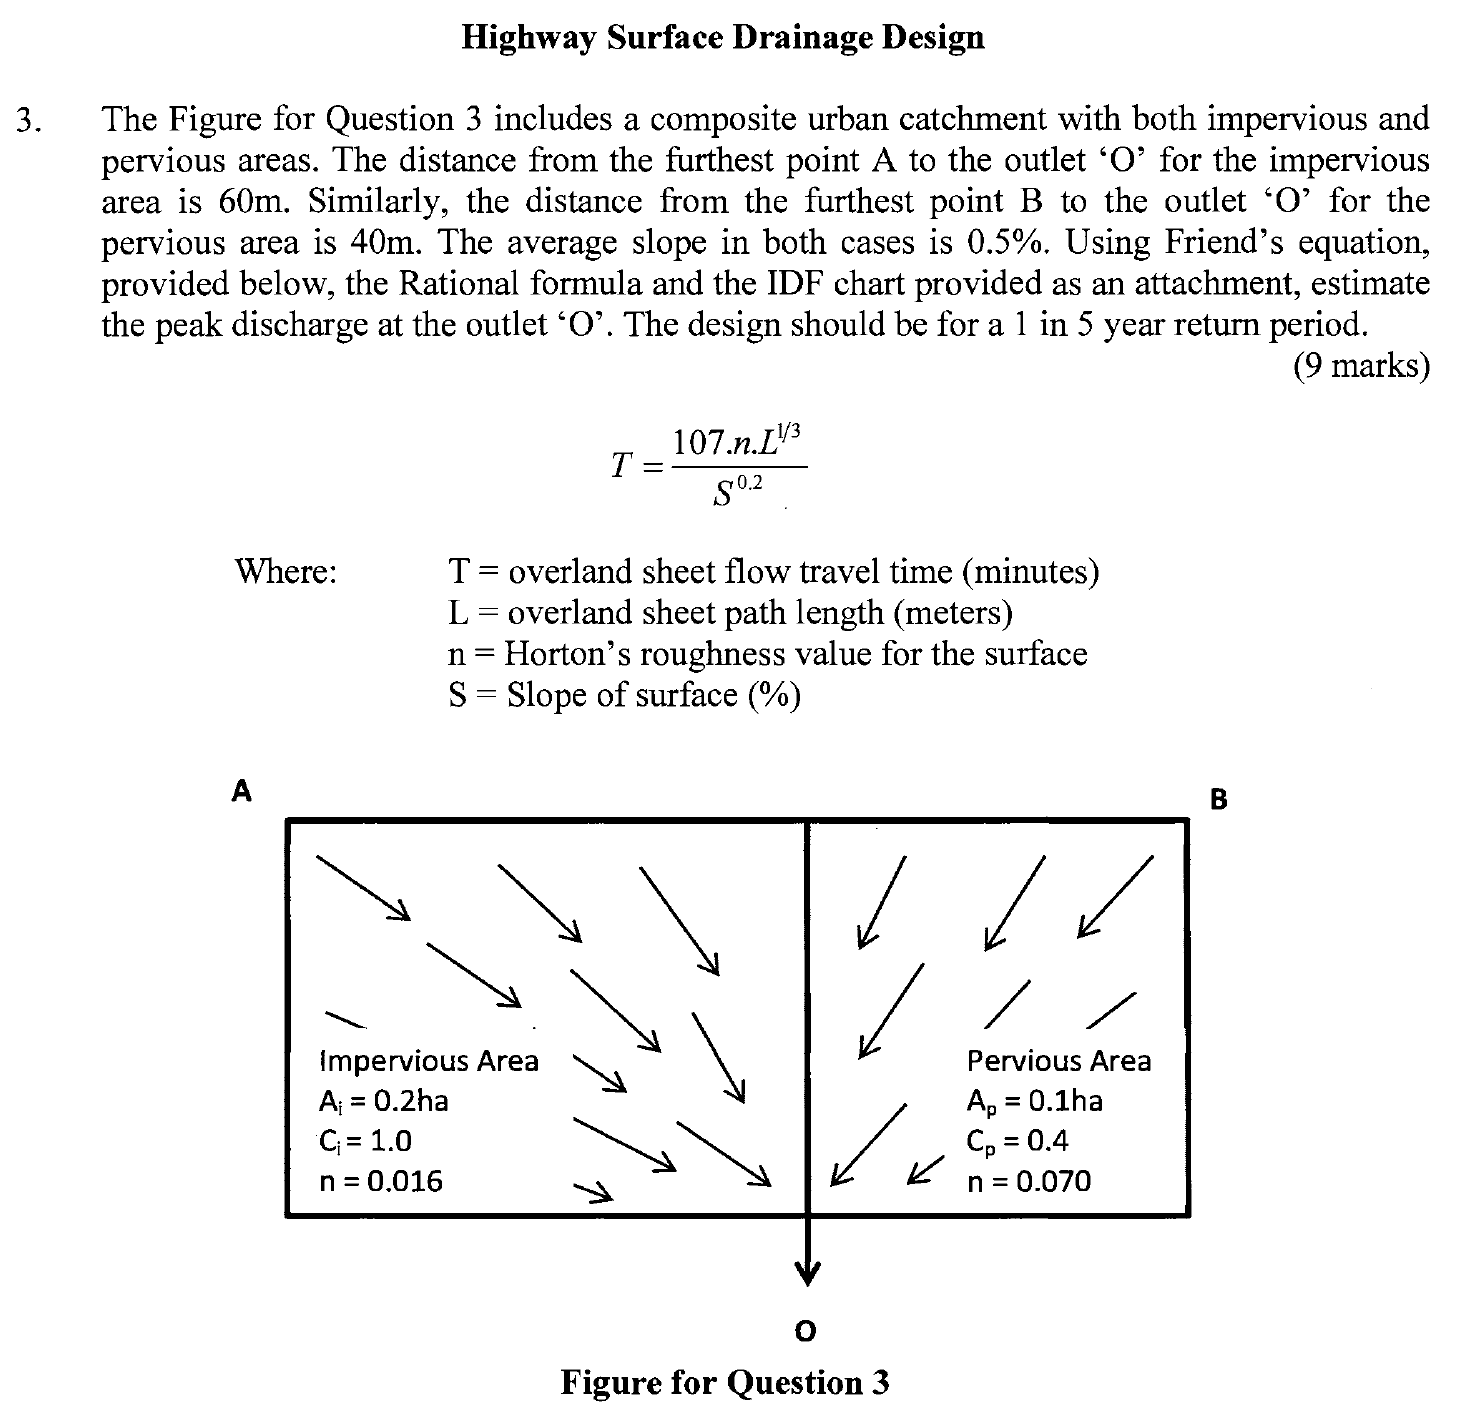 Highway Surface Drainage Design
3. The Figure for Question 3 includes a composite urban catchment with both impervious and
pervious areas. The distance from the furthest point A to the outlet ‘O’ for the impervious
area is 60m. Similarly, the distance from the furthest point B to the outlet ‘O’ for the
pervious area is 40m. The average slope in both cases is 0.5%. Using Friend’s equation,
provided below, the Rational formula and the IDF chart provided as an attachment, estimate
the peak discharge at the outlet ‘O’. The design should be for a 1 in 5 year return period.
(9 marks)
T = 107.n.L^1/3 / S^0.2
Where: T = overland sheet flow travel time (minutes)
L = overland sheet path length (meters)
n = Horton’s roughness value for the surface
S = Slope of surface (%)
A
B
Impervious Area
Aᵢ = 0.2ha
Cᵢ = 1.0
n = 0.016
Pervious Area
Aₚ = 0.1ha
Cₚ = 0.4
n = 0.070
O
Figure for Question 3